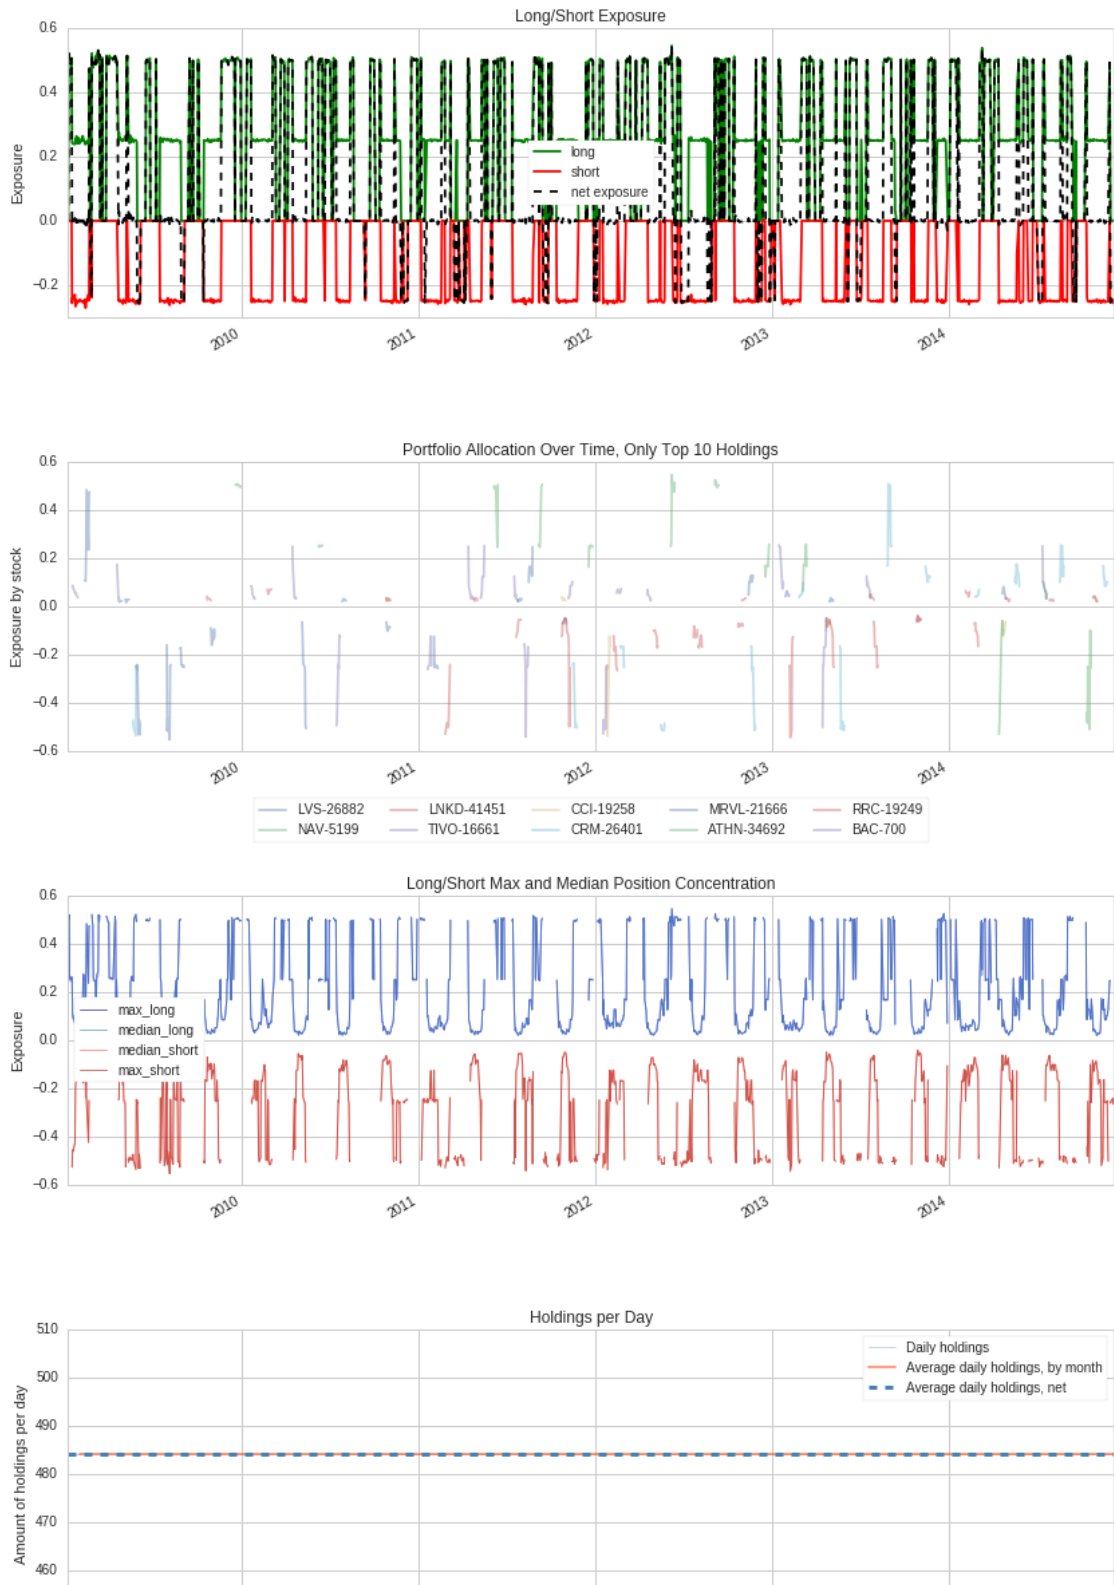 Long/Short Exposure
0.6
0.4
0.2
0.0
−0.2
Exposure
long
short
net exposure
2010
2011
2012
2013
2014
Portfolio Allocation Over Time, Only Top 10 Holdings
0.6
0.4
0.2
0.0
−0.2
−0.4
−0.6
Exposure by stock
2010
2011
2012
2013
2014
LVS-26882 LNKD-41451 CCI-19258 MRVL-21666 RRC-19249
NAV-5199 TIVO-16661 CRM-26401 ATHN-34692 BAC-700
Long/Short Max and Median Position Concentration
0.6
0.4
0.2
0.0
−0.2
−0.4
−0.6
Exposure
max_long
median_long
median_short
max_short
2010
2011
2012
2013
2014
Holdings per Day
510
500
490
480
470
460
Amount of holdings per day
Daily holdings
Average daily holdings, by month
Average daily holdings, net